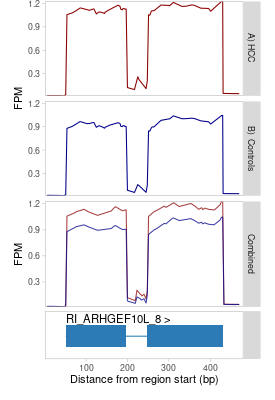 1.2
0.9
0.6
0.3
A) HCC
FPM
1.2
0.9
0.6
0.3
B) Controls
1.2
0.9
0.6
0.3
Combined
FPM
RI_ARHGEF10L_8 >
100 200 300 400
Distance from region start (bp)